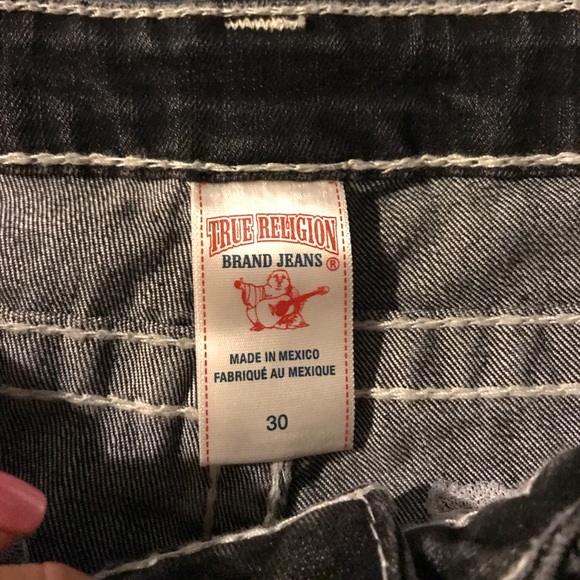 TRUE RELIGION
BRAND JEANS ®
MADE IN MEXICO
FABRIQUÉ AU MEXIQUE
30